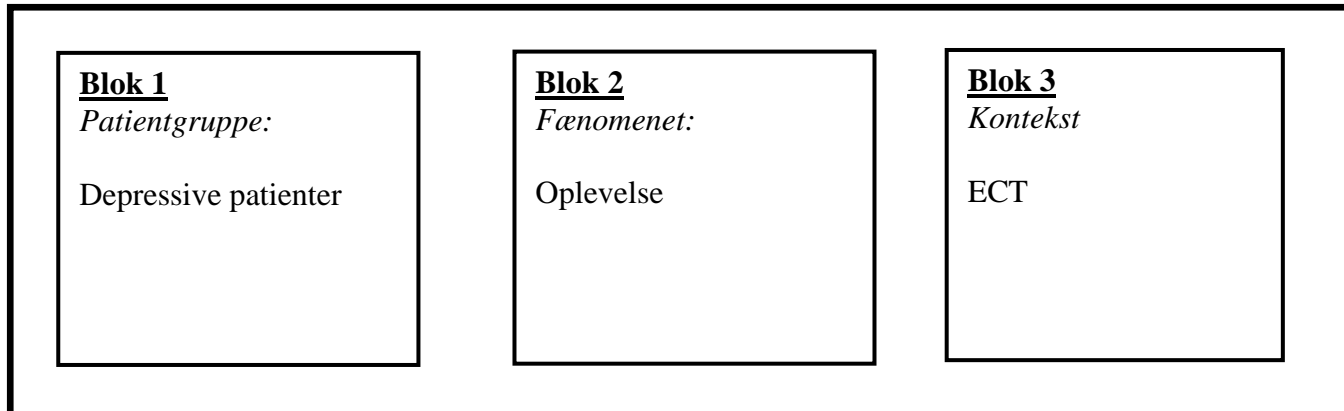 Blok 1
Patientgruppe:
Depressive patienter
Blok 2
Fænomenet:
Oplevelse
Blok 3
Kontekst
ECT